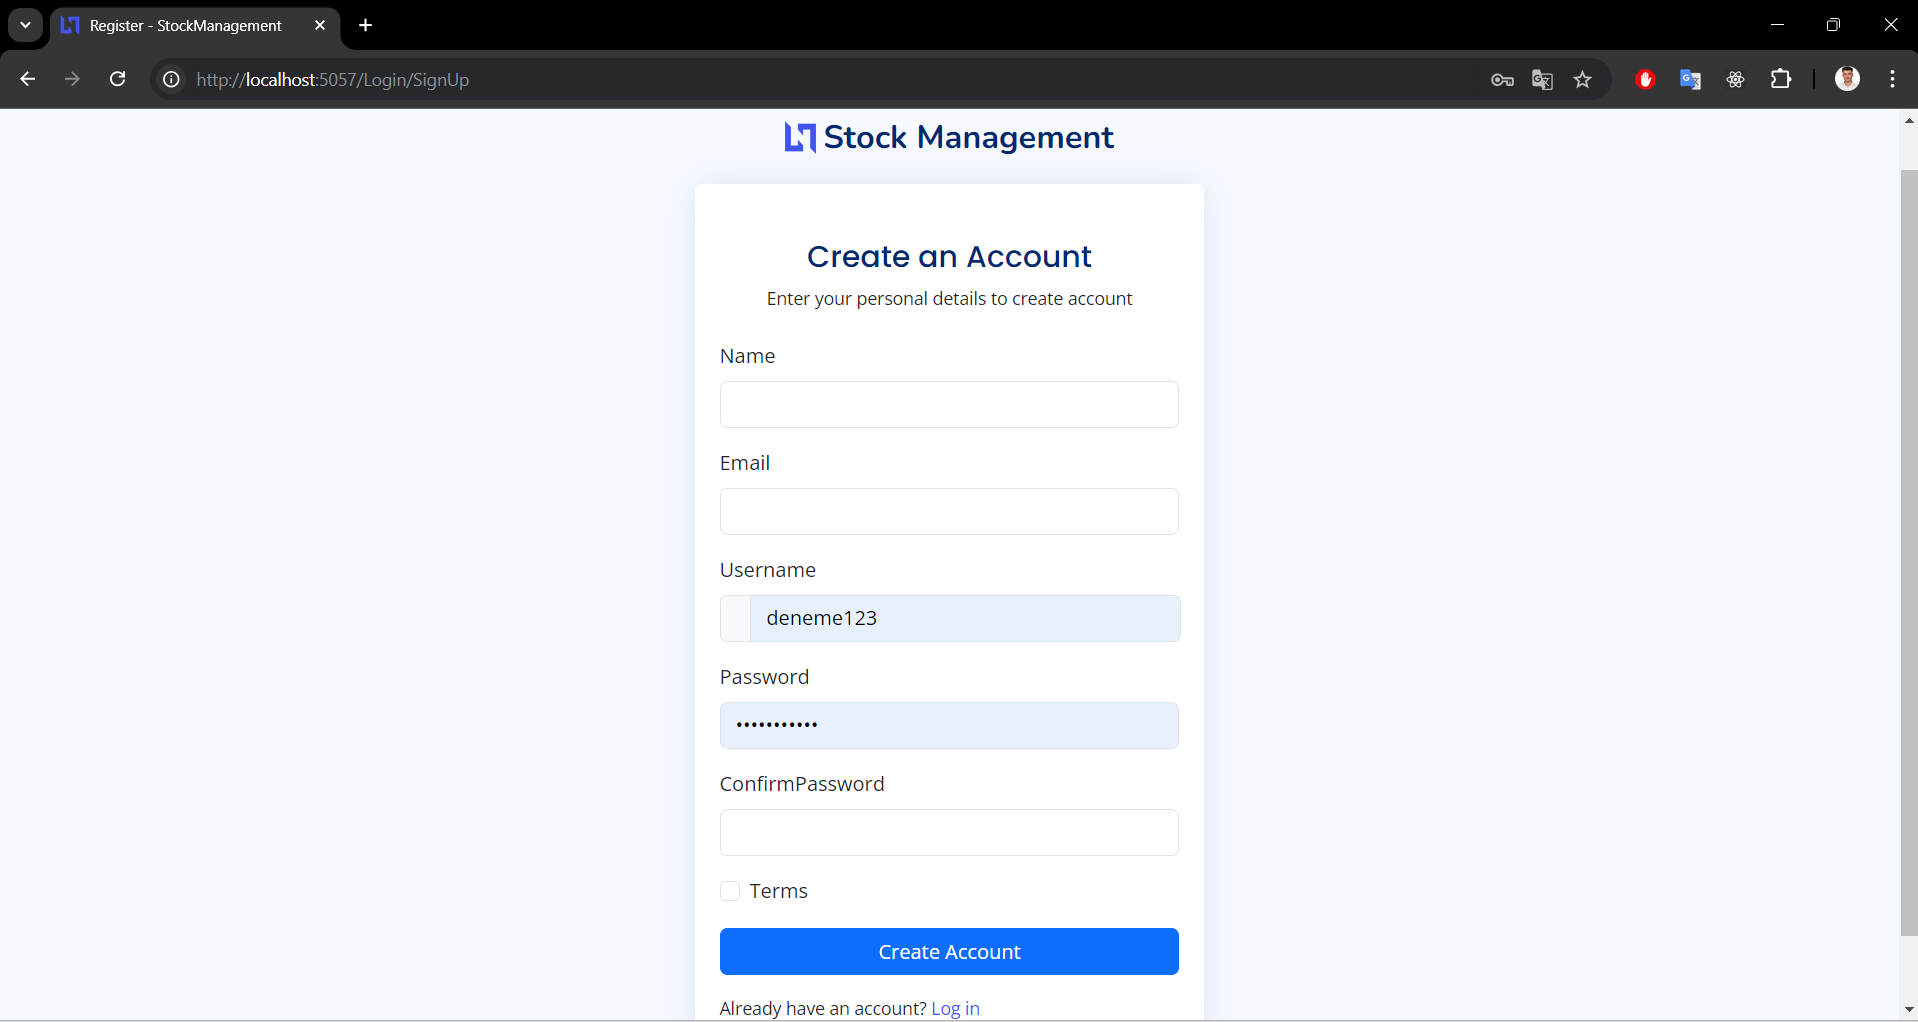 Register - StockManagement
http://localhost:5057/Login/SignUp
Stock Management
Create an Account
Enter your personal details to create account
Name
Email
Username
deneme123
Password
•••••••••••
ConfirmPassword
Terms
Create Account
Already have an account? Log in